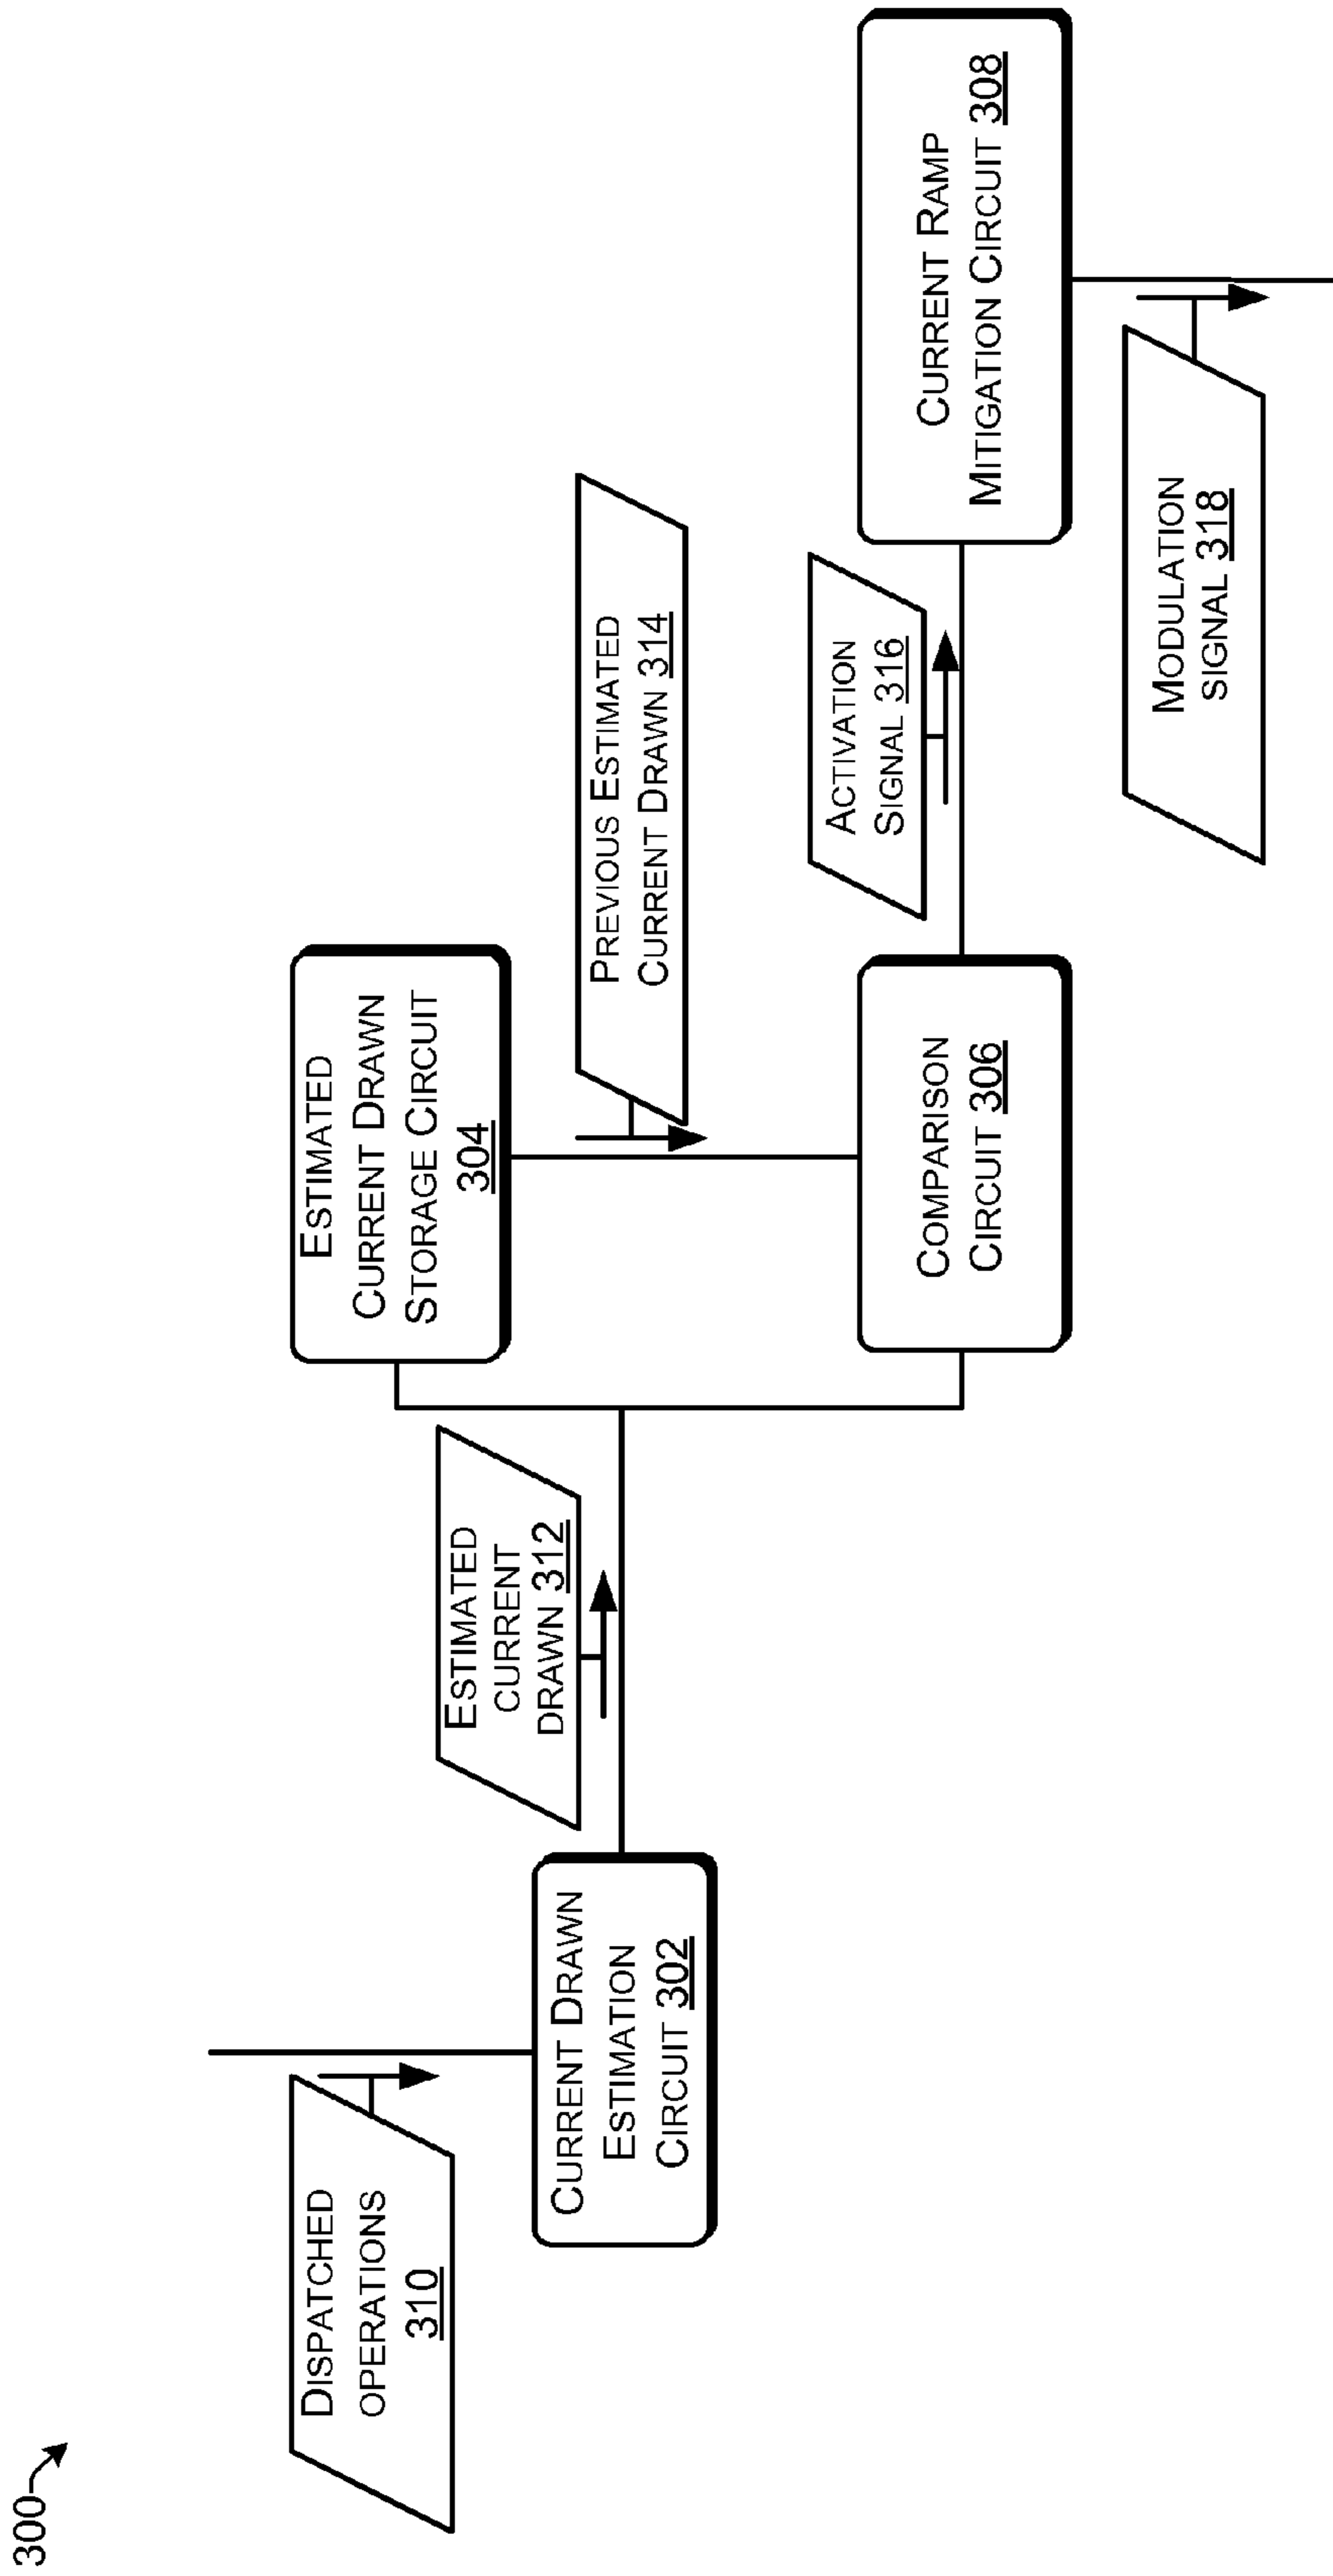 300
DISPATCHED
OPERATIONS
310
CURRENT DRAWN
ESTIMATION
CIRCUIT 302
ESTIMATED
CURRENT
DRAWN 312
ESTIMATED
CURRENT DRAWN
STORAGE CIRCUIT
304
PREVIOUS ESTIMATED
CURRENT DRAWN 314
COMPARISON
CIRCUIT 306
ACTIVATION
SIGNAL 316
CURRENT RAMP
MITIGATION CIRCUIT 308
MODULATION
SIGNAL 318